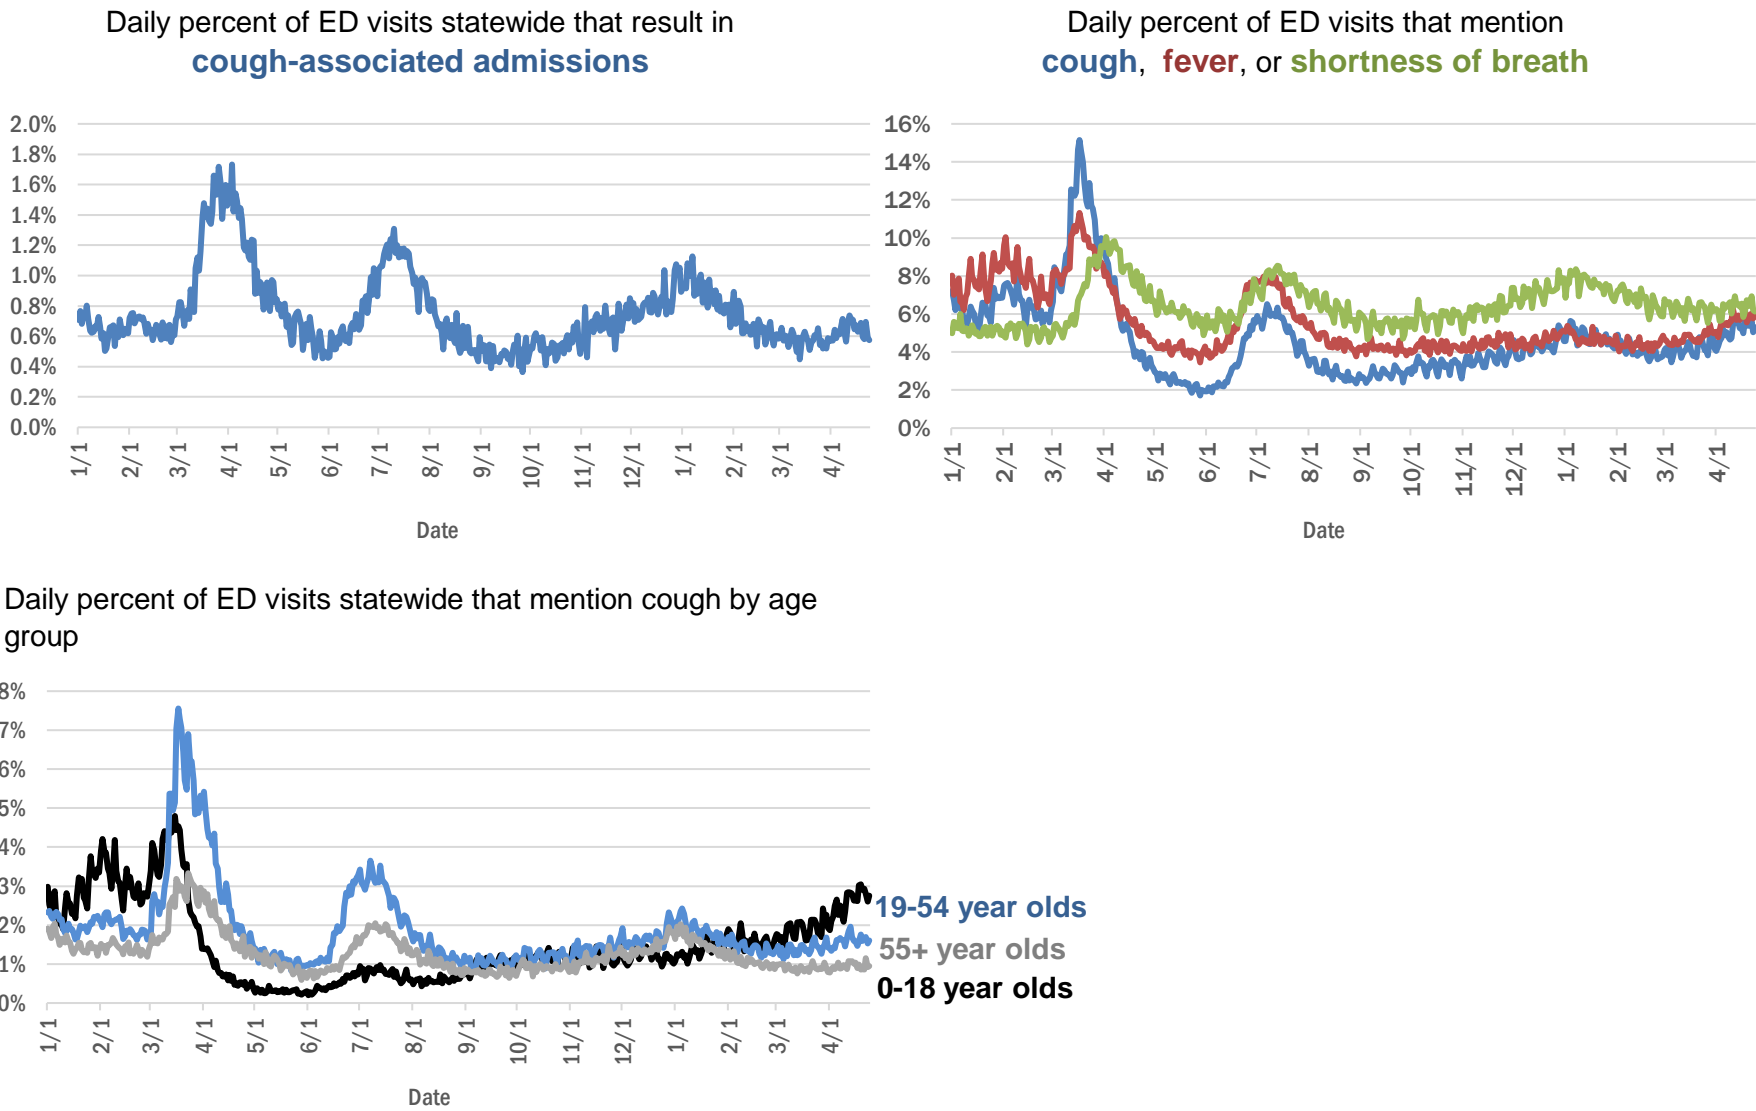 Daily percent of ED visits statewide that result in
cough-associated admissions
2.0%
1.8%
1.6%
1.4%
1.2%
1.0%
0.8%
0.6%
0.4%
0.2%
0.0%
1/1 2/1 3/1 4/1 5/1 6/1 7/1 8/1 9/1 10/1 11/1 12/1 1/1 2/1 3/1 4/1
Date
Daily percent of ED visits that mention
cough, fever, or shortness of breath
16%
14%
12%
10%
8%
6%
4%
2%
0%
1/1 2/1 3/1 4/1 5/1 6/1 7/1 8/1 9/1 10/1 11/1 12/1 1/1 2/1 3/1 4/1
Date
Daily percent of ED visits statewide that mention cough by age
group
8%
7%
6%
5%
4%
3%
2%
1%
0%
1/1 2/1 3/1 4/1 5/1 6/1 7/1 8/1 9/1 10/1 11/1 12/1 1/1 2/1 3/1 4/1
Date
19-54 year olds
55+ year olds
0-18 year olds